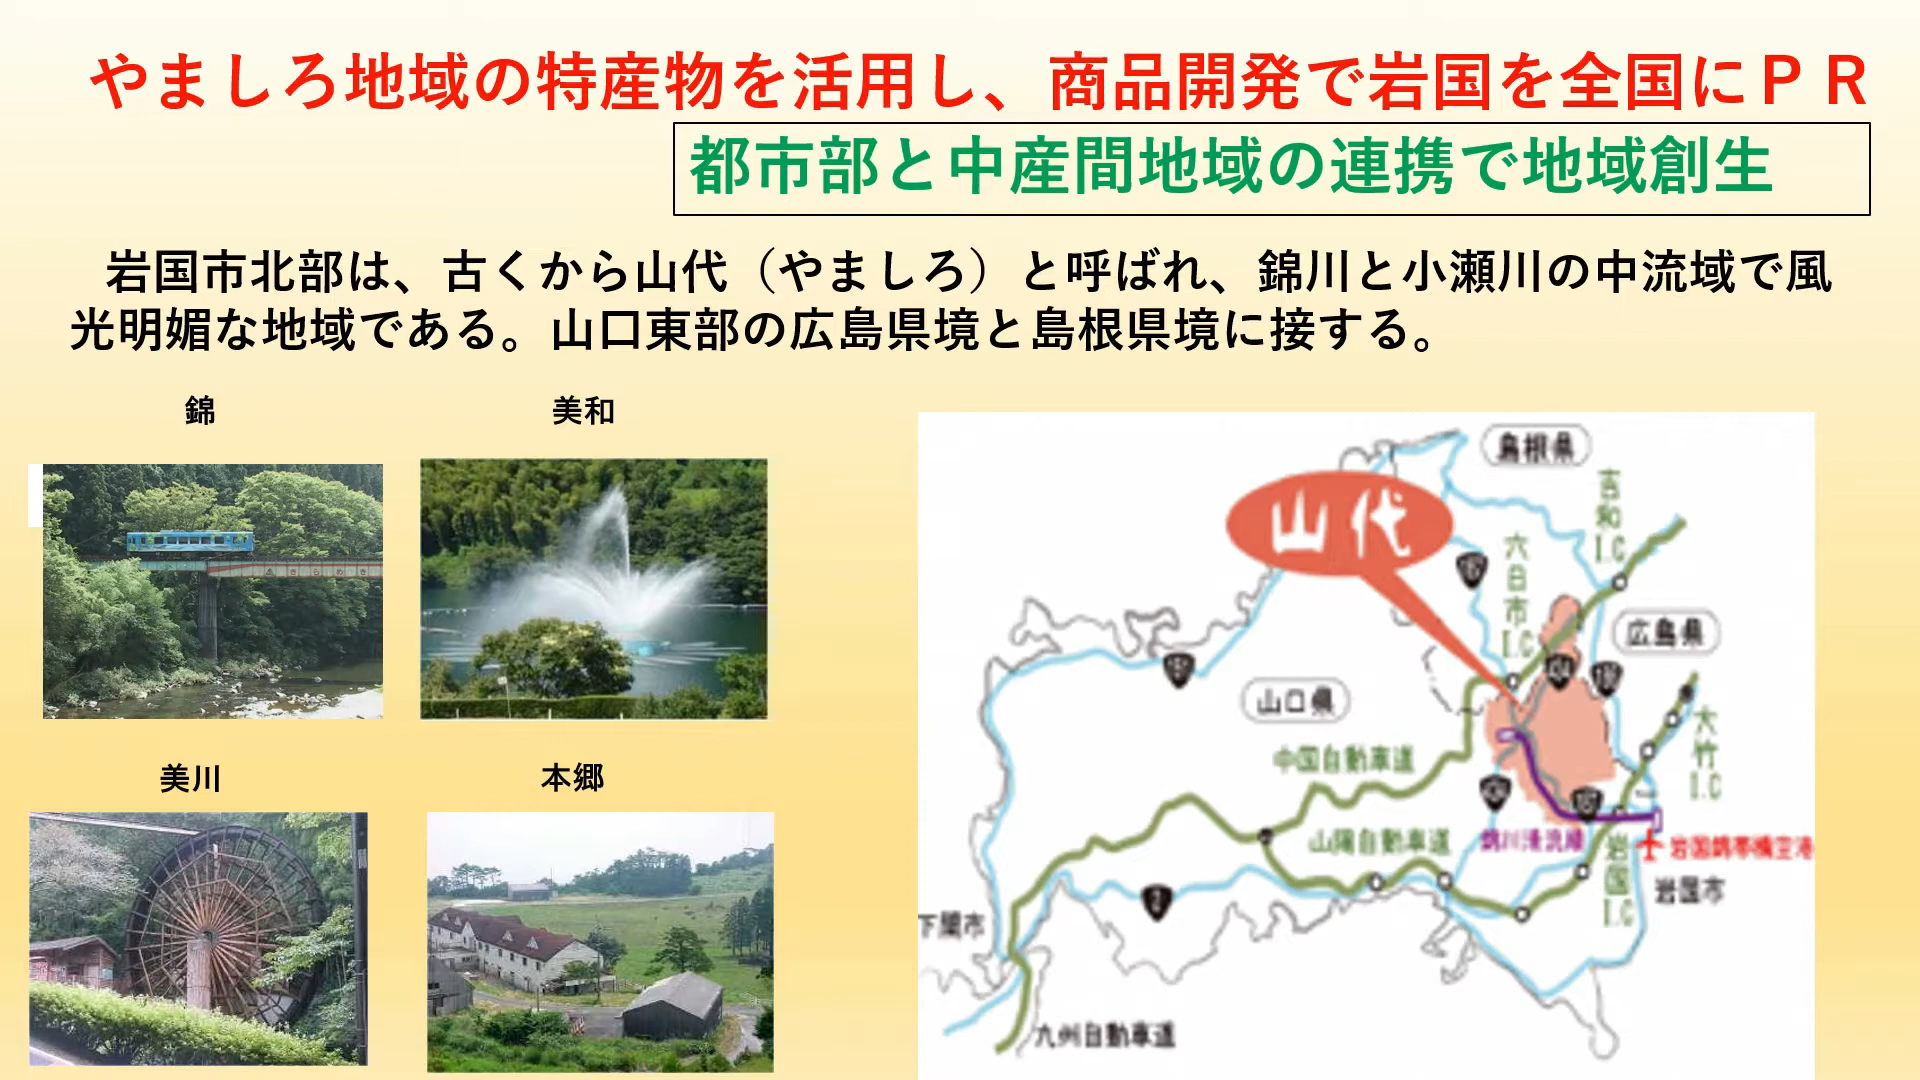 やましろ地域の特産物を活用し、商品開発で岩国を全国にＰＲ
都市部と中産間地域の連携で地域創生
岩国市北部は、古くから山代（やましろ）と呼ばれ、錦川と小瀬川の中流域で風
光明媚な地域である。山口東部の広島県境と島根県境に接する。
錦
美和
美川
本郷
島根県
山代
吉和I.C
六日市I.C
広島県
山口県
大竹I.C
中国自動車道
山陽自動車道
錦川清流線
岩国I.C
岩国錦帯橋空港
岩国市
下関市
2
九州自動車道